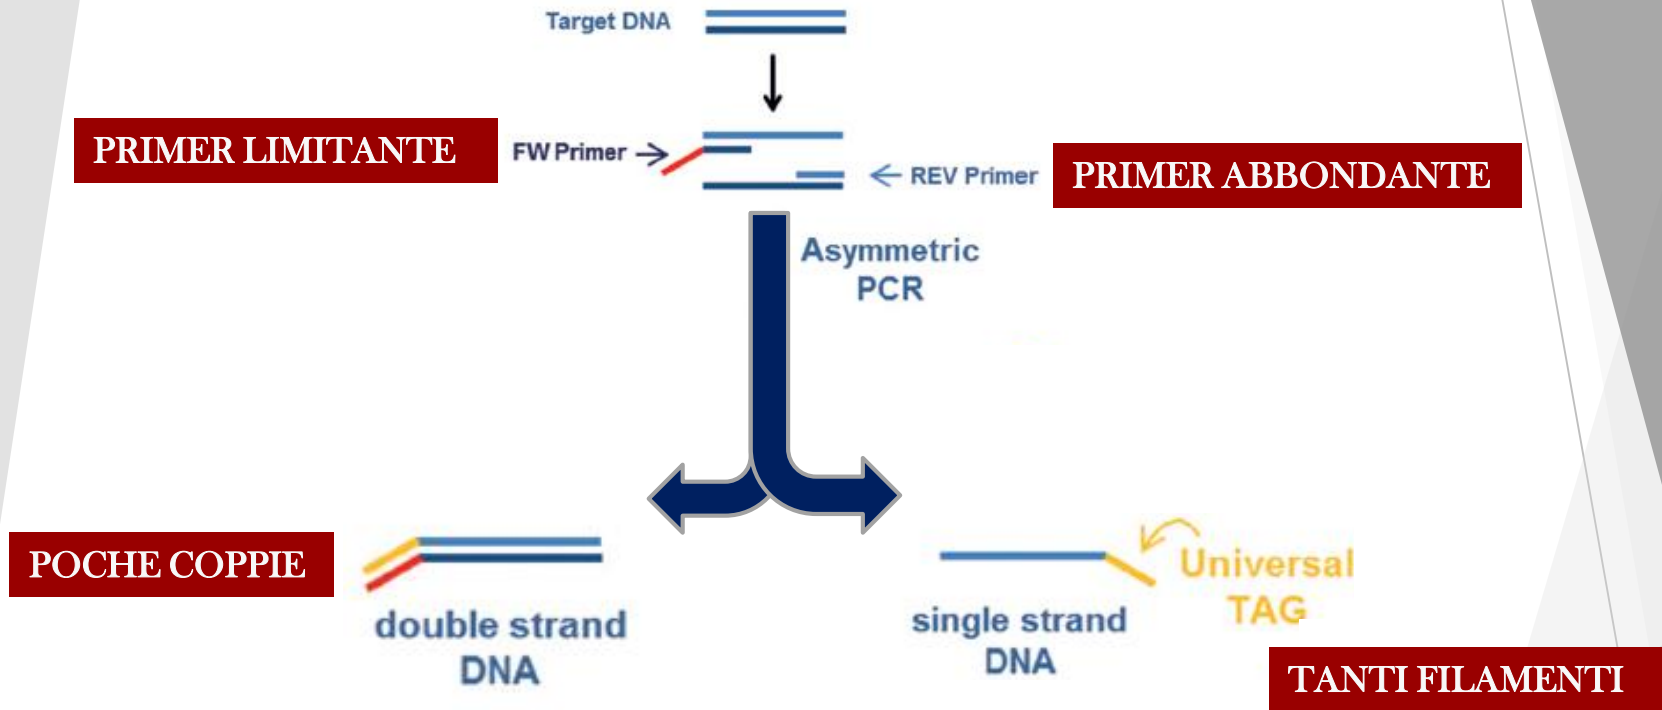 Target DNA
PRIMER LIMITANTE
FW Primer
REV Primer
PRIMER ABBONDANTE
Asymmetric
PCR
POCHE COPPIE
double strand
DNA
single strand
DNA
Universal
TAG
TANTI FILAMENTI